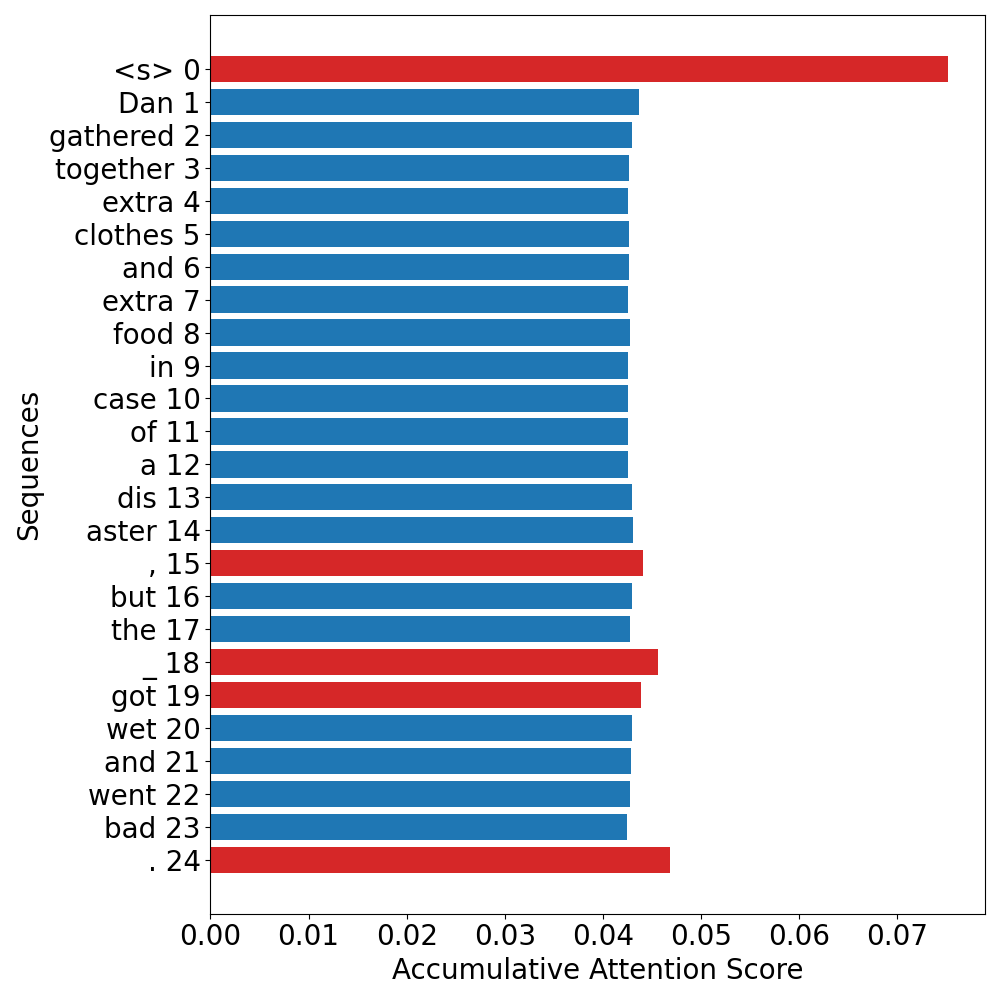 <s> 0
Dan 1
gathered 2
together 3
extra 4
clothes 5
and 6
extra 7
food 8
in 9
case 10
of 11
a 12
dis 13
aster 14
, 15
but 16
the 17
_ 18
got 19
wet 20
and 21
went 22
bad 23
. 24
Sequences
0.00 0.01 0.02 0.03 0.04 0.05 0.06 0.07
Accumulative Attention Score